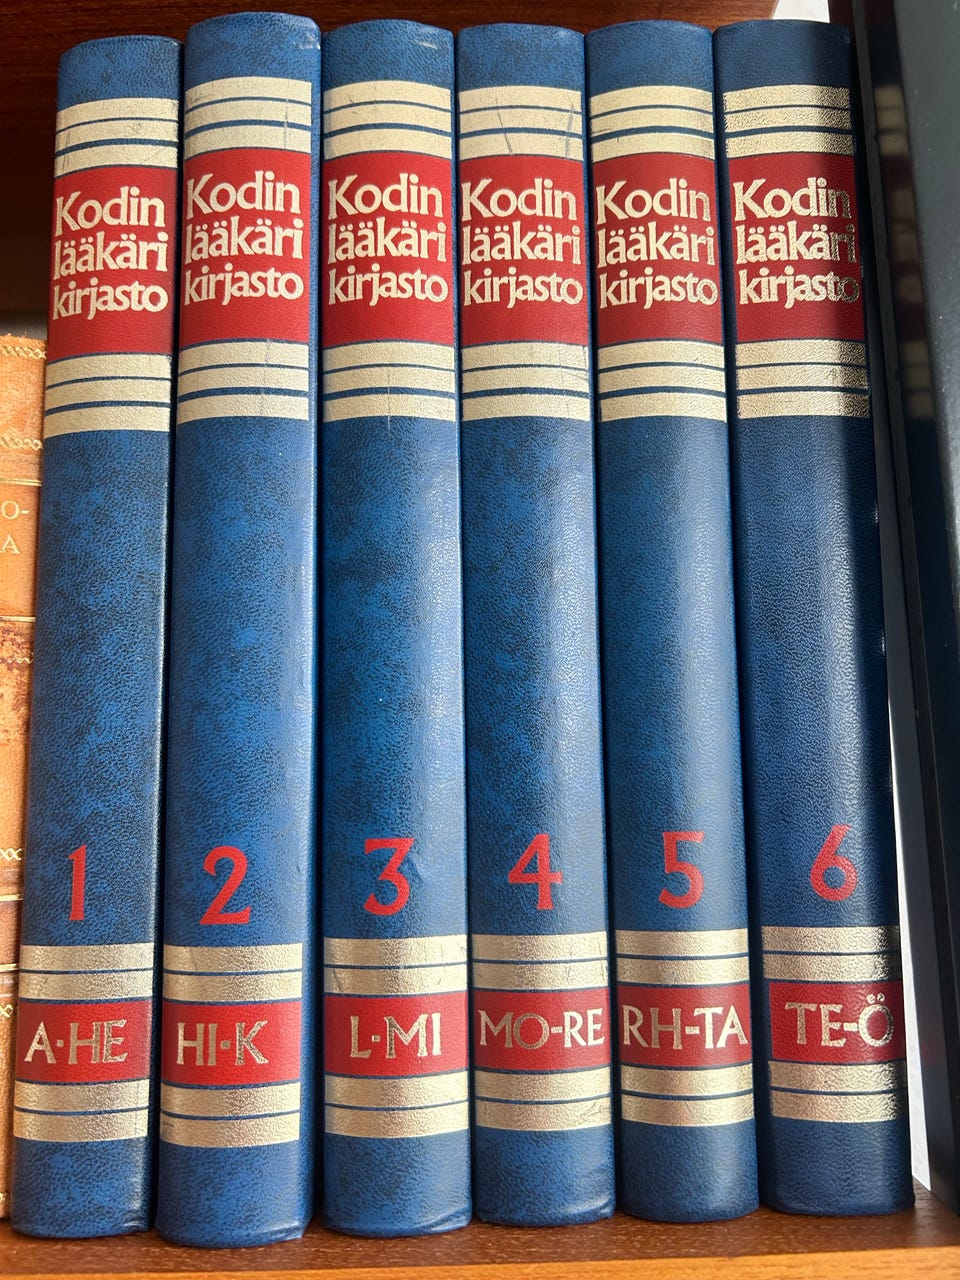 Kodin
lääkäri
kirjasto
1
A·HE
Kodin
lääkäri
kirjasto
2
HI-K
Kodin
lääkäri
kirjasto
3
L-MI
Kodin
lääkäri
kirjasto
4
MO-RE
Kodin
lääkäri
kirjasto
5
RH-TA
Kodin
lääkäri
kirjasto
6
TE-Ö
O-
A